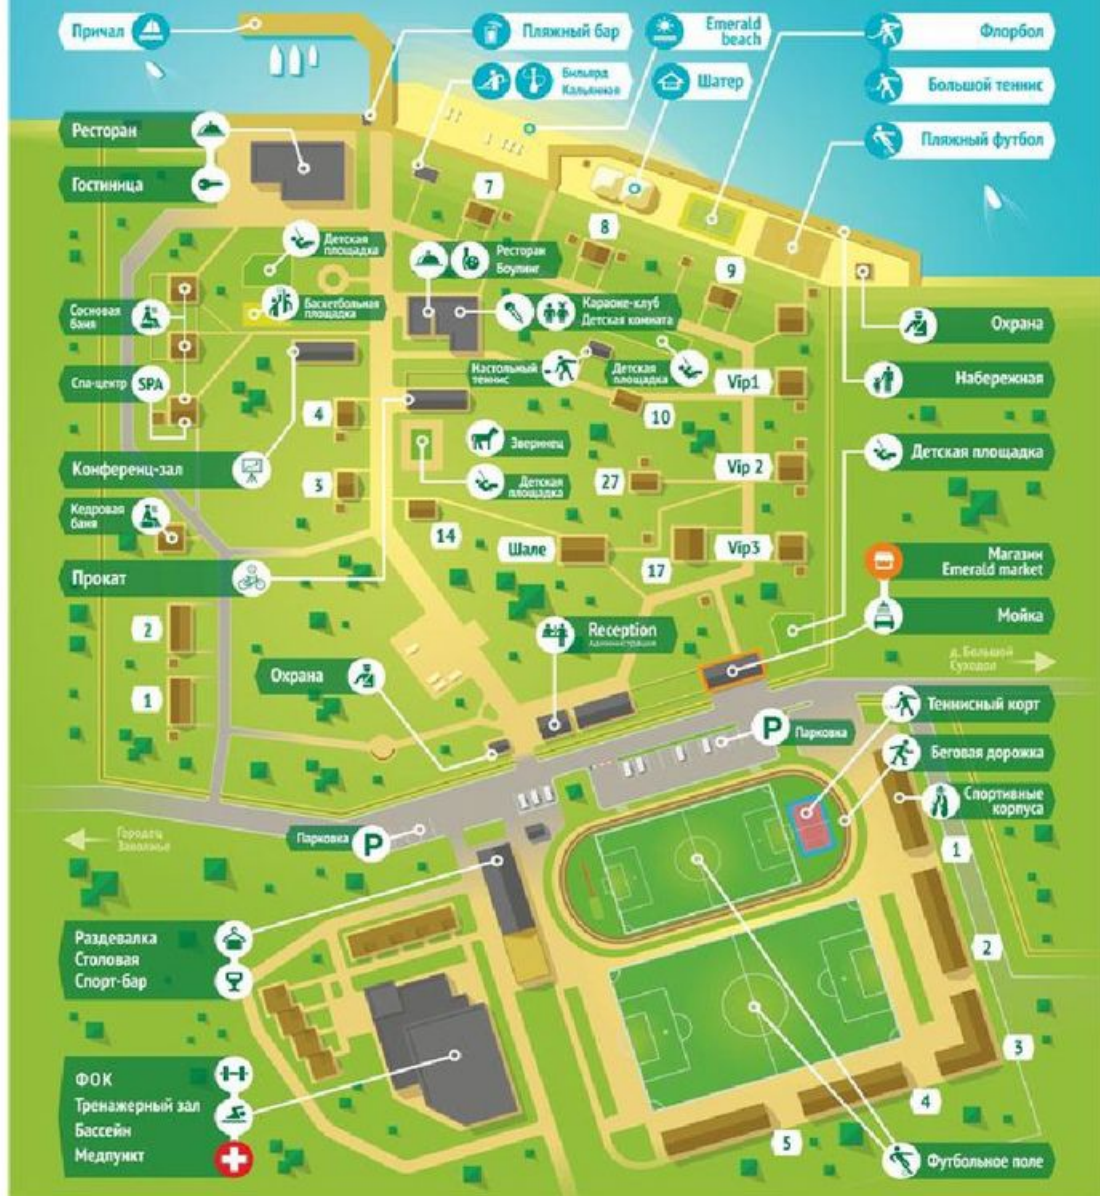 Причал
Пляжный бар
Emerald
beach
Флорбол
Бильярд
Кальянная
Шатер
Большой теннис
Ресторан
Пляжный футбол
Гостиница
7
8
9
Детская
площадка
Ресторан
Боулинг
Сосновая
баня
Баскетбольная
площадка
Караоке-клуб
Детская комната
Охрана
Спа-центр
SPA
Настольный
теннис
Детская
площадка
Vip1
Набережная
4
10
Конференц-зал
Зверинец
Vip 2
Детская площадка
3
Детская
площадка
27
Кедровая
баня
14
Шале
17
Vip3
Магазин
Emerald market
Прокат
2
Reception
Администрация
Мойка
д. Большой
Суходол
1
Охрана
Теннисный корт
P
Парковка
Беговая дорожка
Спортивные
корпуса
Городец
Заволжье
Парковка
P
1
Раздевалка
Столовая
Спорт-бар
2
3
ФОК
Тренажерный зал
Бассейн
Медпункт
4
5
Футбольное поле